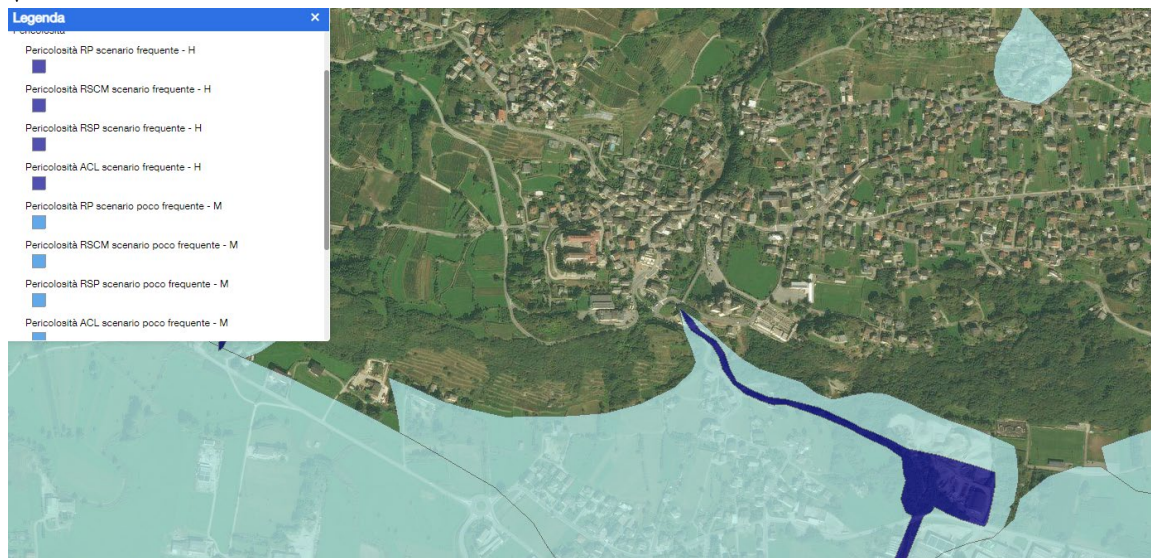 Legenda ×
Pericolosità
Pericolosità RP scenario frequente - H
Pericolosità RSCM scenario frequente - H
Pericolosità RSP scenario frequente - H
Pericolosità ACL scenario frequente - H
Pericolosità RP scenario poco frequente - M
Pericolosità RSCM scenario poco frequente - M
Pericolosità RSP scenario poco frequente - M
Pericolosità ACL scenario poco frequente - M